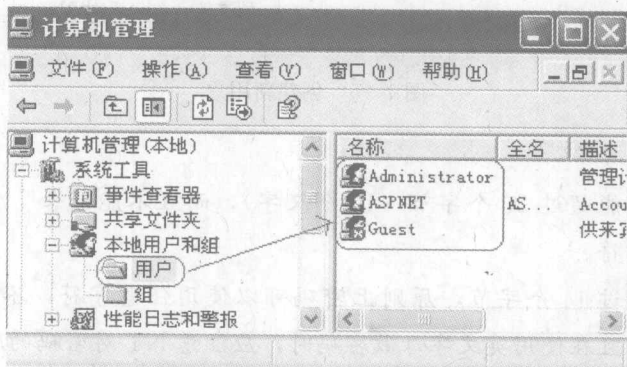 计算机管理
文件(F) 操作(A) 查看(V) 窗口(W) 帮助(H)
计算机管理(本地)
系统工具
事件查看器
共享文件夹
本地用户和组
用户
组
性能日志和警报
名称 全名 描述
Administrator 管理计
ASPNET AS... Accou
Guest 供来宾